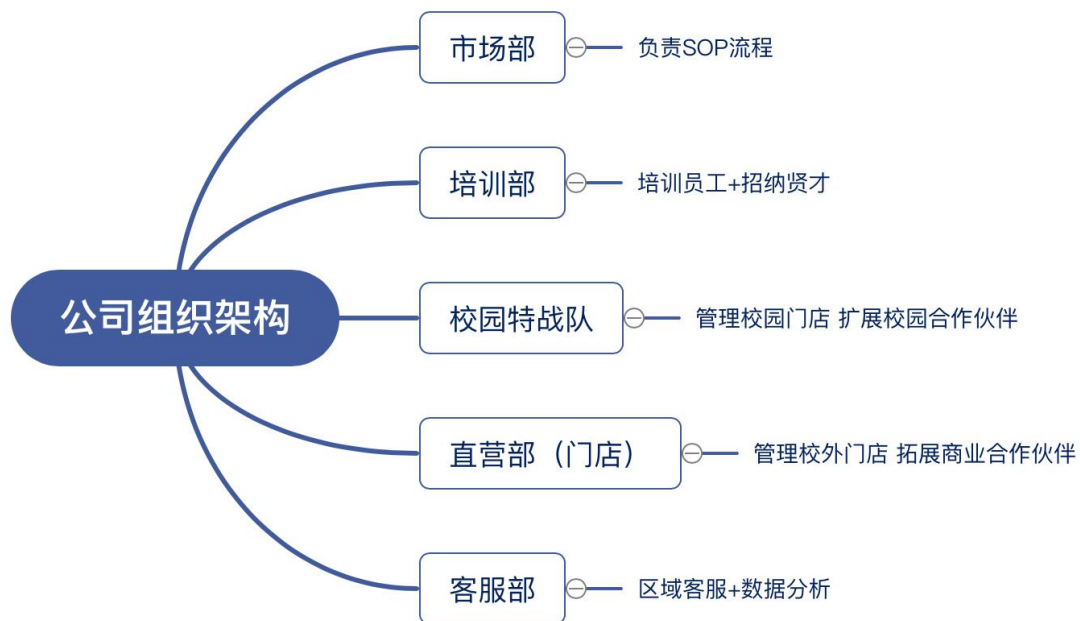 市场部
负责SOP流程
培训部
培训员工+招纳贤才
公司组织架构
校园特战队
管理校园门店 扩展校园合作伙伴
直营部（门店）
管理校外门店 拓展商业合作伙伴
客服部
区域客服+数据分析